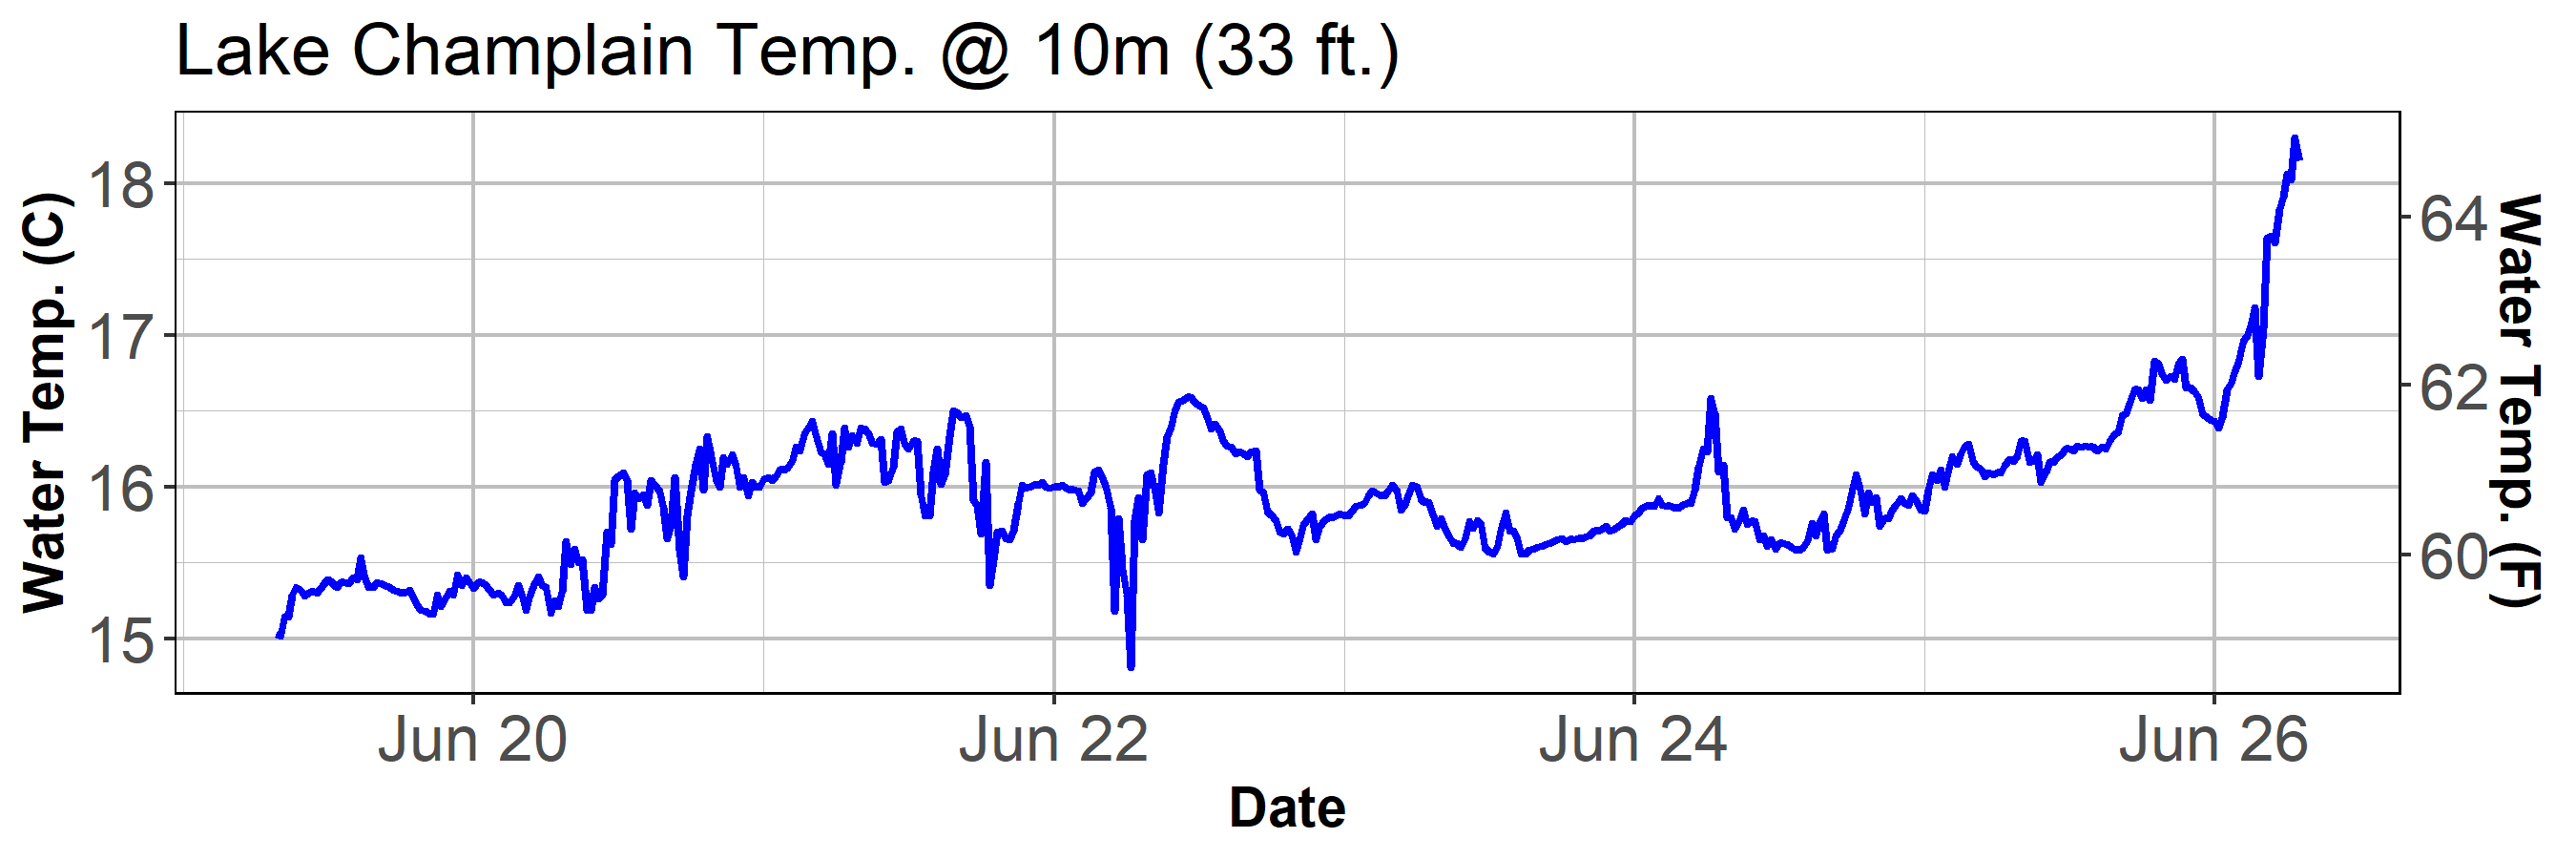 Lake Champlain Temp. @ 10m (33 ft.)
Water Temp. (C)
18
17
16
15
64
62
60
Water Temp. (F)
Jun 20
Jun 22
Jun 24
Jun 26
Date